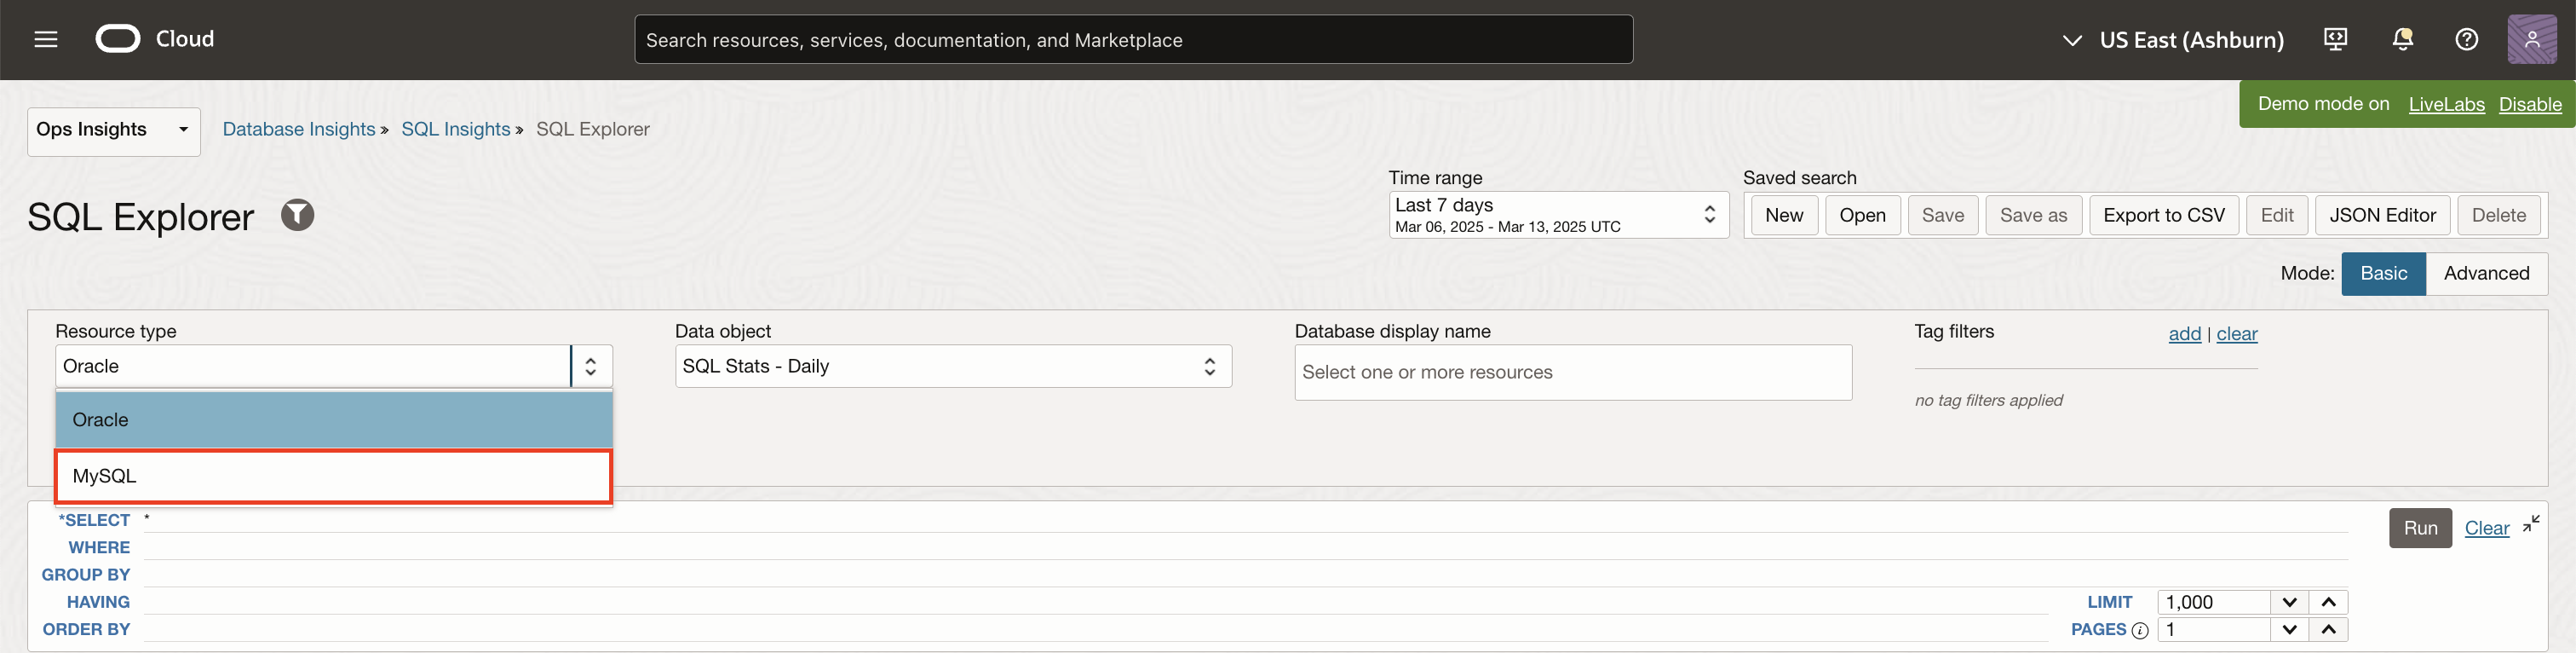 Cloud
Search resources, services, documentation, and Marketplace
US East (Ashburn)
Demo mode on LiveLabs Disable
Ops Insights
Database Insights » SQL Insights » SQL Explorer
SQL Explorer
Time range
Last 7 days
Mar 06, 2025 - Mar 13, 2025 UTC
Saved search
New Open Save Save as Export to CSV Edit JSON Editor Delete
Mode: Basic Advanced
Resource type
Oracle
Oracle
MySQL
Data object
SQL Stats - Daily
Database display name
Select one or more resources
Tag filters add | clear
no tag filters applied
*SELECT *
WHERE
GROUP BY
HAVING
ORDER BY
Run Clear
LIMIT 1,000
PAGES i 1